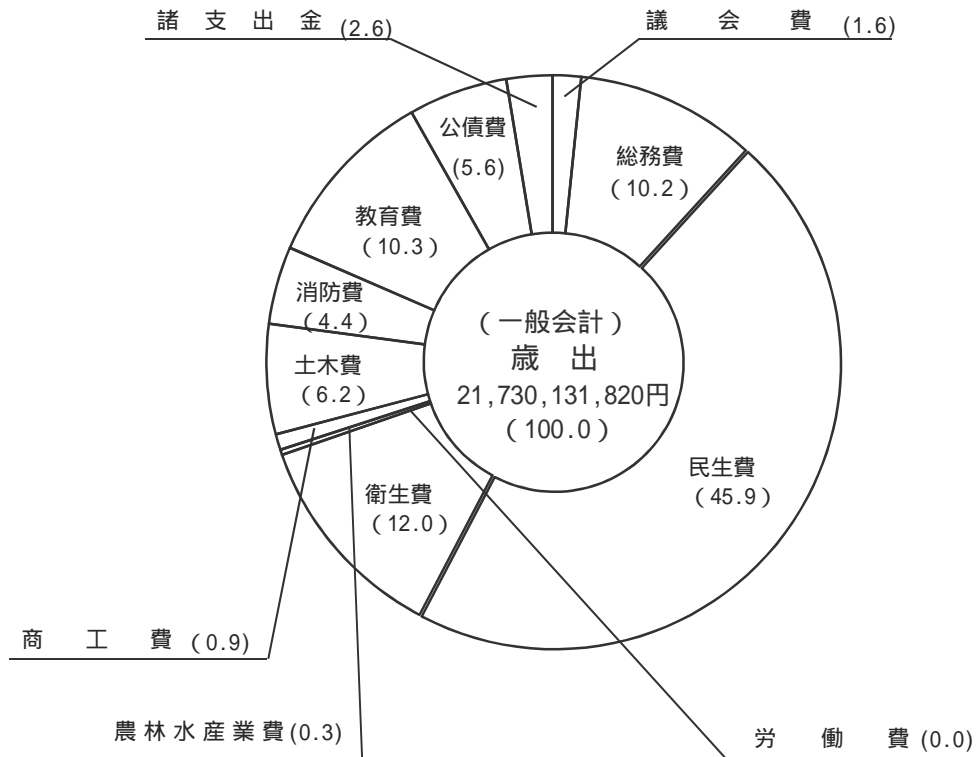 諸支出金 (2.6)
議会費 (1.6)
公債費
(5.6)
総務費
(10.2)
教育費
(10.3)
消防費
(4.4)
土木費
(6.2)
(一般会計)
歳出
21,730,131,820円
(100.0)
民生費
(45.9)
衛生費
(12.0)
商工費 (0.9)
農林水産業費(0.3)
労働費(0.0)